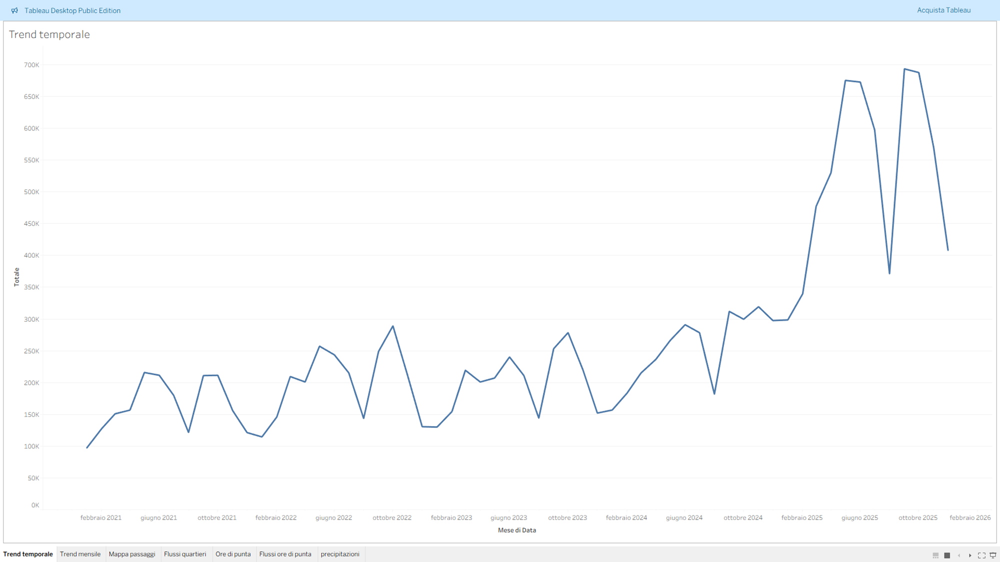 Tableau Desktop Public Edition
Acquista Tableau
Trend temporale
700K
650K
600K
550K
500K
450K
400K
350K
300K
250K
200K
150K
100K
50K
0K
Totale
febbraio 2021
giugno 2021
ottobre 2021
febbraio 2022
giugno 2022
ottobre 2022
febbraio 2023
giugno 2023
ottobre 2023
febbraio 2024
giugno 2024
ottobre 2024
febbraio 2025
giugno 2025
ottobre 2025
febbraio 2026
Mese di Data
Trend temporale
Trend mensile
Mappa passaggi
Flussi quartieri
Ore di punta
Flussi ore di punta
precipitazioni